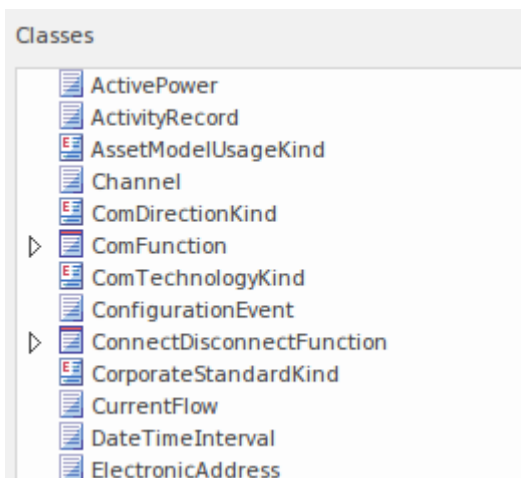 Classes
ActivePower
ActivityRecord
AssetModelUsageKind
Channel
ComDirectionKind
ComFunction
ComTechnologyKind
ConfigurationEvent
ConnectDisconnectFunction
CorporateStandardKind
CurrentFlow
DateTimeInterval
ElectronicAddress